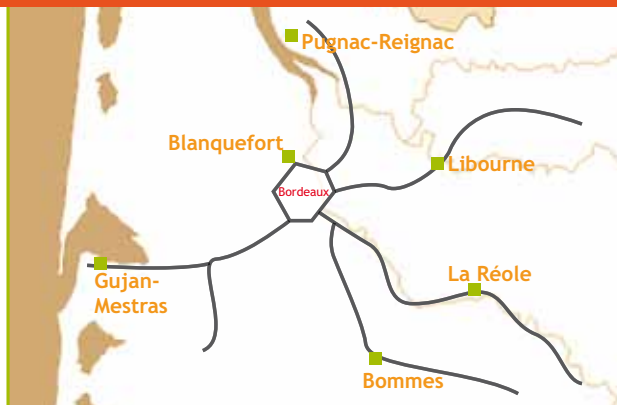 Pugnac-Reignac
Blanquefort
Libourne
Bordeaux
La Réole
Gujan-
Mestras
Bommes